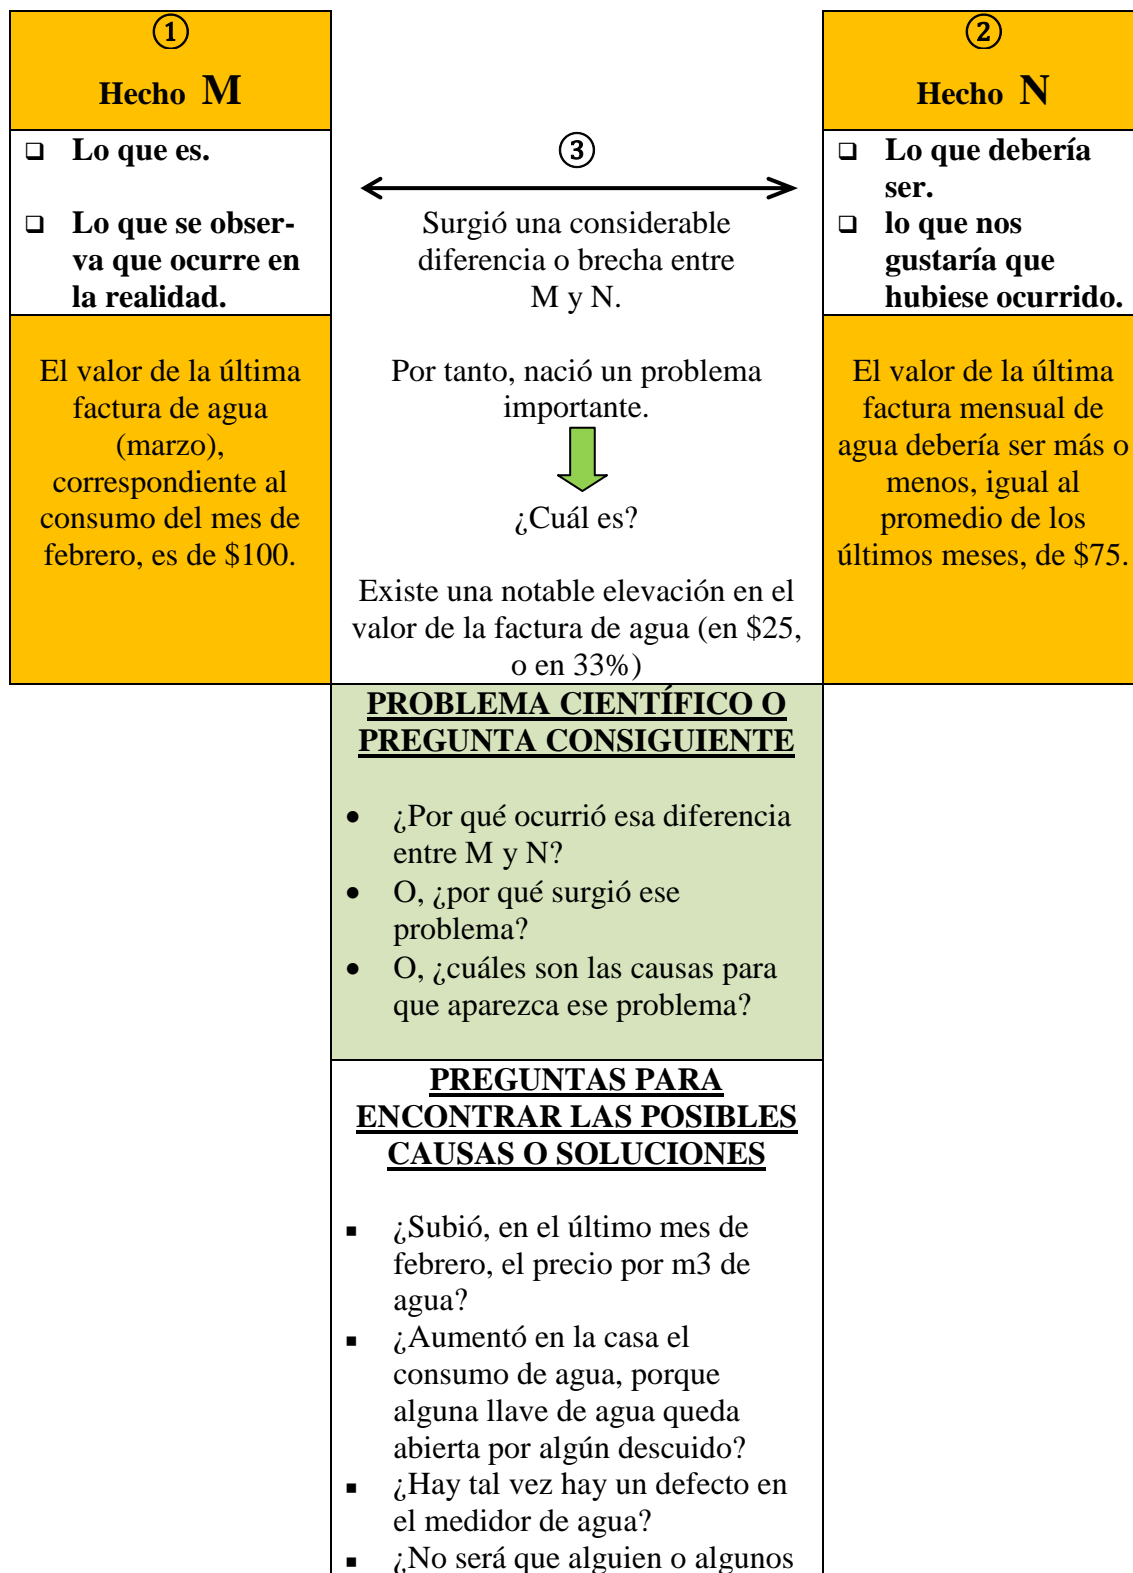 ①
Hecho M
❑ Lo que es.
❑ Lo que se obser-
va que ocurre en
la realidad.
El valor de la última
factura de agua
(marzo),
correspondiente al
consumo del mes de
febrero, es de $100.
②
Hecho N
❑ Lo que debería
ser.
❑ lo que nos
gustaría que
hubiese ocurrido.
El valor de la última
factura mensual de
agua debería ser más o
menos, igual al
promedio de los
últimos meses, de $75.
③
Surgió una considerable
diferencia o brecha entre
M y N.
Por tanto, nació un problema
importante.
¿Cuál es?
Existe una notable elevación en el
valor de la factura de agua (en $25,
o en 33%)
PROBLEMA CIENTÍFICO O
PREGUNTA CONSIGUIENTE
• ¿Por qué ocurrió esa diferencia
entre M y N?
• O, ¿por qué surgió ese
problema?
• O, ¿cuáles son las causas para
que aparezca ese problema?
PREGUNTAS PARA
ENCONTRAR LAS POSIBLES
CAUSAS O SOLUCIONES
▪ ¿Subió, en el último mes de
febrero, el precio por m3 de
agua?
▪ ¿Aumentó en la casa el
consumo de agua, porque
alguna llave de agua queda
abierta por algún descuido?
▪ ¿Hay tal vez hay un defecto en
el medidor de agua?
▪ ¿No será que alguien o algunos